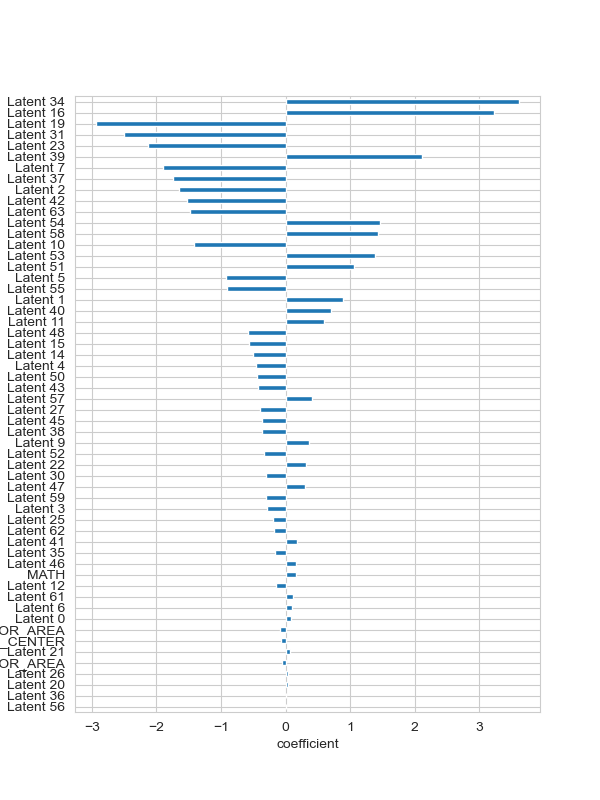 Latent 34
Latent 16
Latent 19
Latent 31
Latent 23
Latent 39
Latent 7
Latent 37
Latent 2
Latent 42
Latent 63
Latent 54
Latent 58
Latent 10
Latent 53
Latent 51
Latent 5
Latent 55
Latent 1
Latent 40
Latent 11
Latent 48
Latent 15
Latent 14
Latent 4
Latent 50
Latent 43
Latent 57
Latent 27
Latent 45
Latent 38
Latent 9
Latent 52
Latent 22
Latent 30
Latent 47
Latent 59
Latent 3
Latent 25
Latent 62
Latent 41
Latent 35
Latent 46
MATH
Latent 12
Latent 61
Latent 6
Latent 0
OR_AREA
_CENTER
Latent 21
OR_AREA
Latent 26
Latent 20
Latent 36
Latent 56
−3 −2 −1 0 1 2 3
coefficient